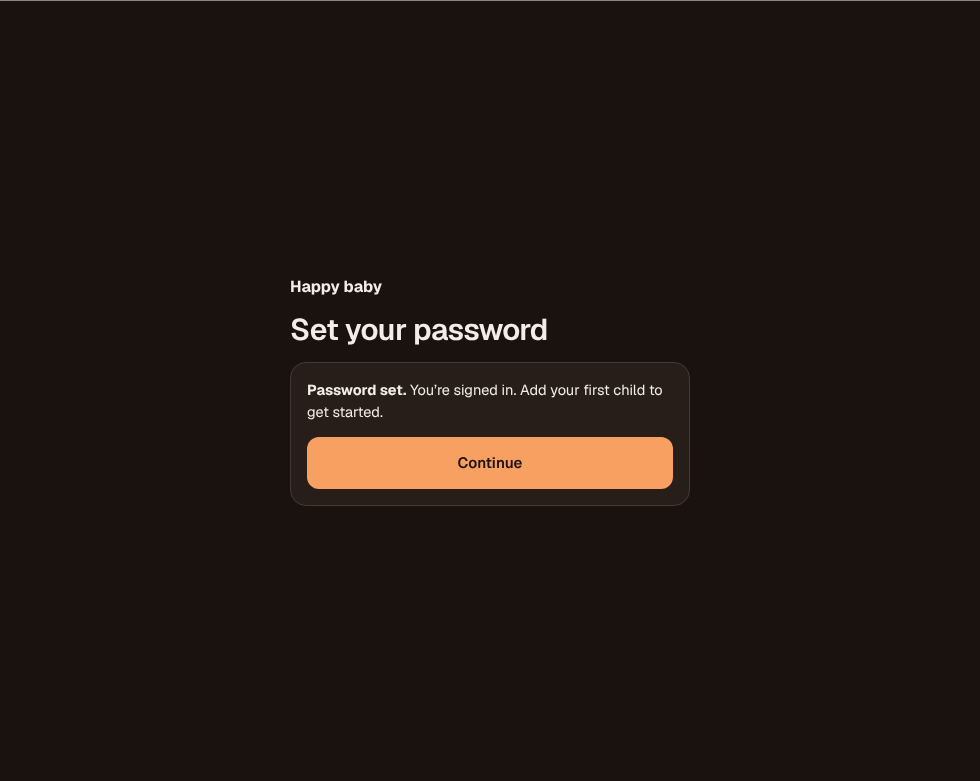 Happy baby
Set your password
Password set. You’re signed in. Add your first child to
get started.
Continue